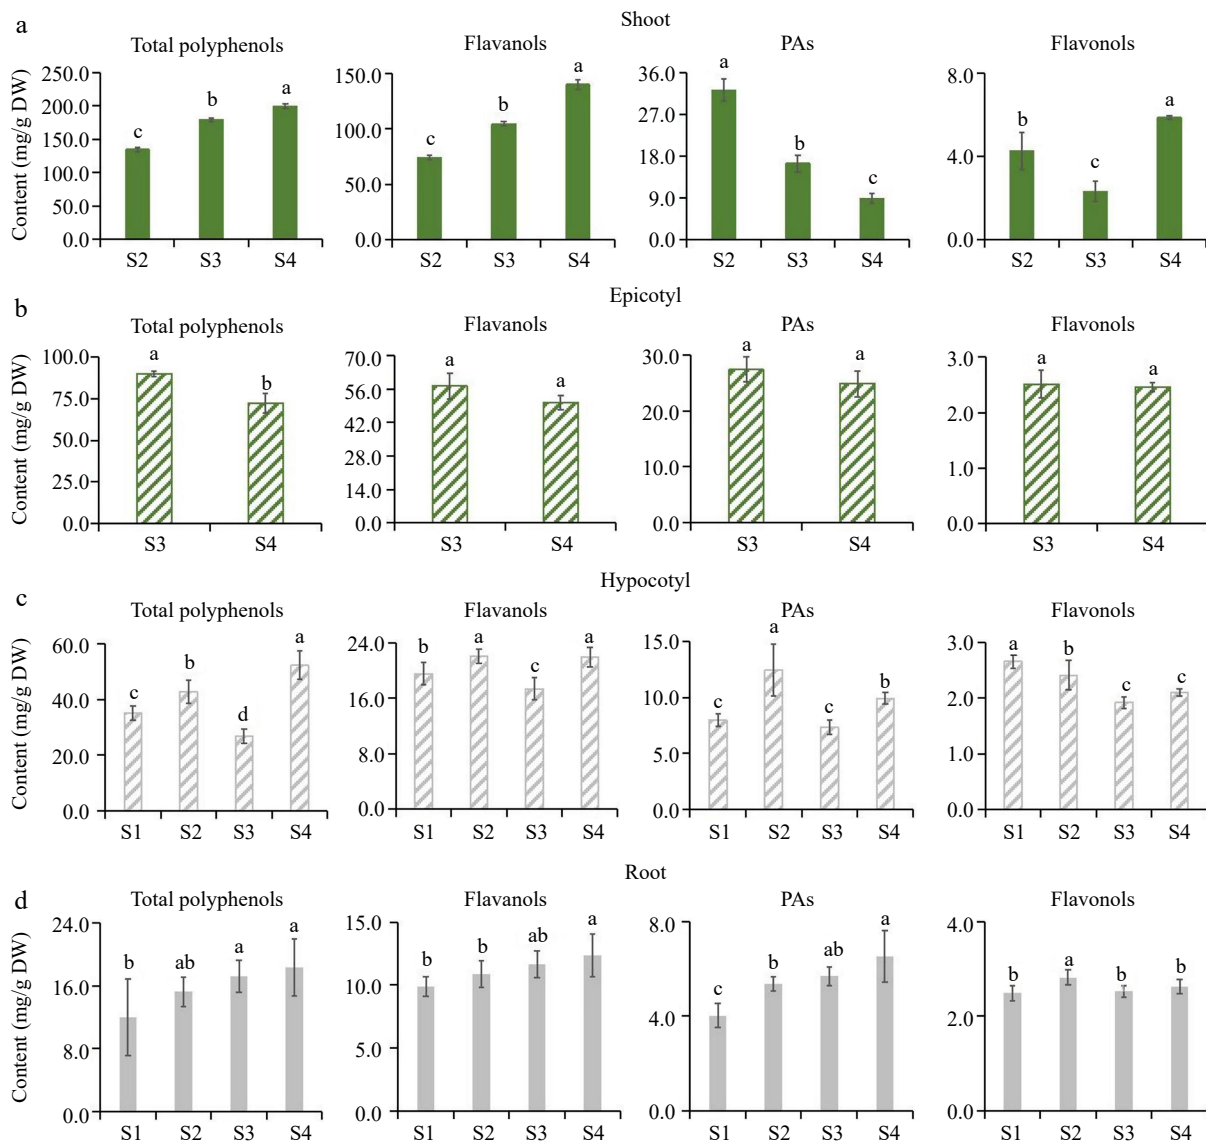 a
Shoot
Total polyphenols Flavanols PAs Flavonols
Content (mg/g DW)
250.0
200.0
150.0
100.0
50.0
0.0
c b a
S2 S3 S4
150.0
100.0
50.0
0.0
c b a
S2 S3 S4
36.0
27.0
18.0
9.0
0.0
a b c
S2 S3 S4
8.0
4.0
0.0
b c a
S2 S3 S4
b
Epicotyl
Total polyphenols Flavanols PAs Flavonols
Content (mg/g DW)
100.0
75.0
50.0
25.0
0.0
a b
S3 S4
70.0
56.0
42.0
28.0
14.0
0.0
a a
S3 S4
30.0
20.0
10.0
0.0
a a
S3 S4
3.0
2.0
1.0
0.0
a a
S3 S4
c
Hypocotyl
Total polyphenols Flavanols PAs Flavonols
Content (mg/g DW)
60.0
40.0
20.0
0.0
c b d a
S1 S2 S3 S4
24.0
16.0
8.0
0.0
b a c a
S1 S2 S3 S4
15.0
10.0
5.0
0.0
c a c b
S1 S2 S3 S4
3.0
2.0
1.0
0.0
a b c c
S1 S2 S3 S4
d
Root
Total polyphenols Flavanols PAs Flavonols
Content (mg/g DW)
24.0
16.0
8.0
0.0
b ab a a
S1 S2 S3 S4
15.0
10.0
5.0
0.0
b b ab a
S1 S2 S3 S4
8.0
4.0
0.0
c b ab a
S1 S2 S3 S4
4.0
2.0
0.0
b a b b
S1 S2 S3 S4